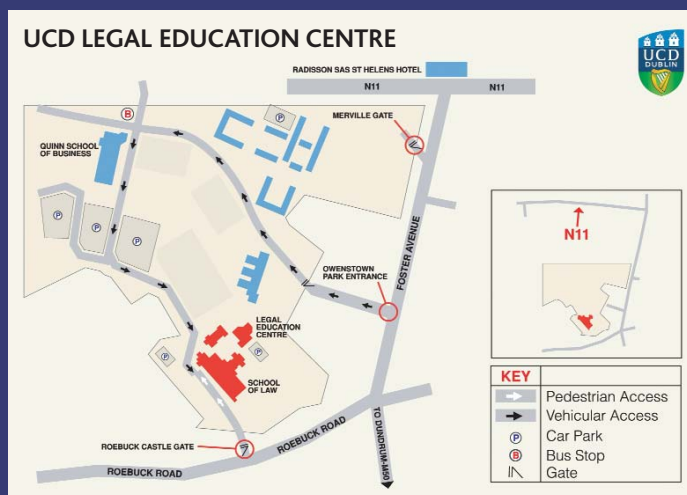 UCD LEGAL EDUCATION CENTRE
UCD
DUBLIN
RADISSON SAS ST HELENS HOTEL
N11
N11
MERVILLE GATE
B
P
QUINN SCHOOL
OF BUSINESS
P
P
P
FOSTER AVENUE
OWENSTOWN
PARK ENTRANCE
LEGAL
EDUCATION
CENTRE
P
P
SCHOOL
OF LAW
ROEBUCK CASTLE GATE
ROEBUCK ROAD
ROEBUCK ROAD
TO DUNDRUM-M50
N11
KEY
Pedestrian Access
Vehicular Access
P Car Park
B Bus Stop
Gate